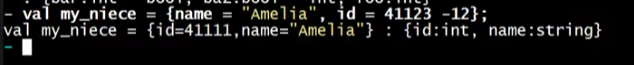 - val my_niece = {name = "Amelia", id = 41123 -12};
val my_niece = {id=41111,name="Amelia"} : {id:int, name:string}
-